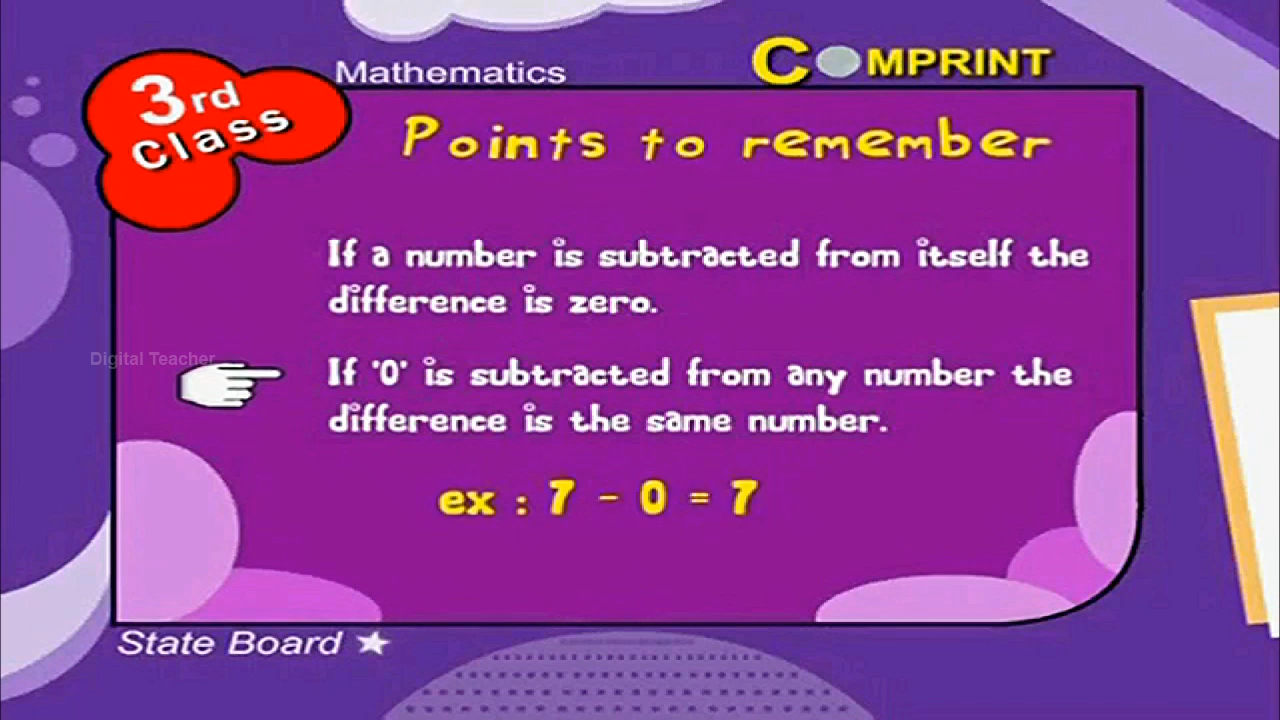 3rd
Class
Mathematics
COMPRINT
Points to remember
If a number is subtracted from itself the
difference is zero.
Digital Teacher
If '0' is subtracted from any number the
difference is the same number.
ex : 7 - 0 = 7
State Board ★